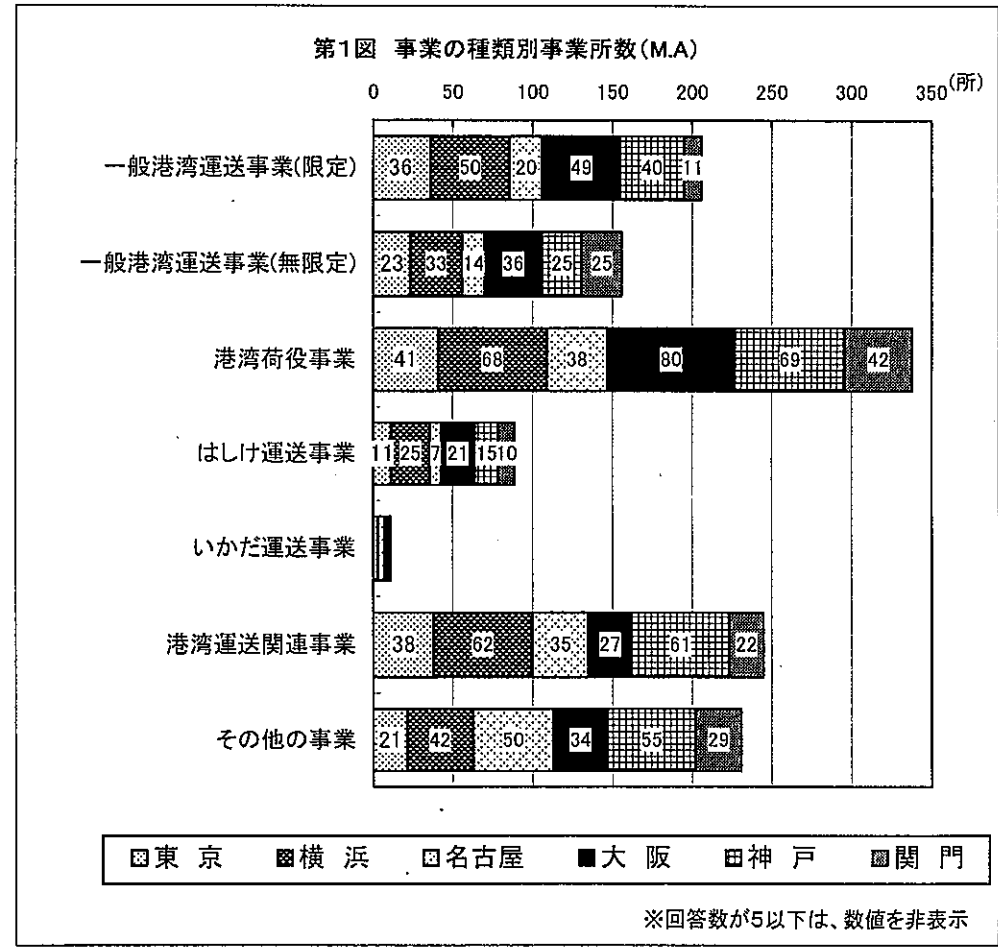 第1図 事業の種類別事業所数(M.A)
0 50 100 150 200 250 300 350 (所)
一般港湾運送事業(限定) 36 50 20 49 40 11
一般港湾運送事業(無限定) 23 33 14 36 25 25
港湾荷役事業 41 68 38 80 69 42
はしけ運送事業 11 25 7 21 15 10
いかだ運送事業
港湾運送関連事業 38 62 35 27 61 22
その他の事業 21 42 50 34 55 29
東 京 横 浜 名古屋 大 阪 神 戸 関 門
※回答数が5以下は、数値を非表示